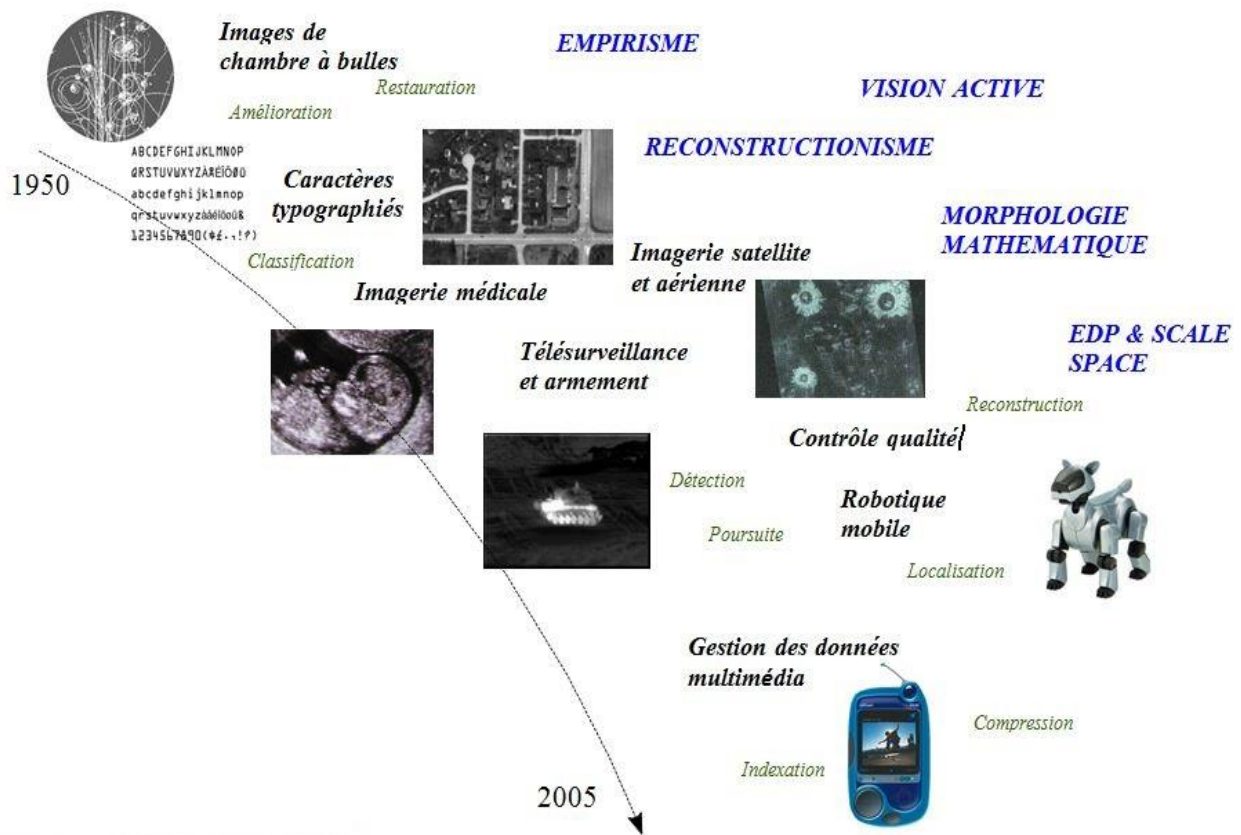 Images de
chambre à bulles
EMPIRISME
Restauration
VISION ACTIVE
Amélioration
ABCDEFGHIJKLMNOP
QRSTUVWXYZÀÅÉÎÕØÜ
abcdefghijklmnop
qrstuvwxyzàåéîõøü&
1234567890($£.,!?)
1950
Caractères
typographiés
RECONSTRUCTIONISME
MORPHOLOGIE
MATHEMATIQUE
Classification
Imagerie satellite
et aérienne
Imagerie médicale
EDP & SCALE
SPACE
Télésurveillance
et armement
Reconstruction
Contrôle qualité
Détection
Robotique
mobile
Poursuite
Localisation
Gestion des données
multimédia
Compression
Indexation
2005